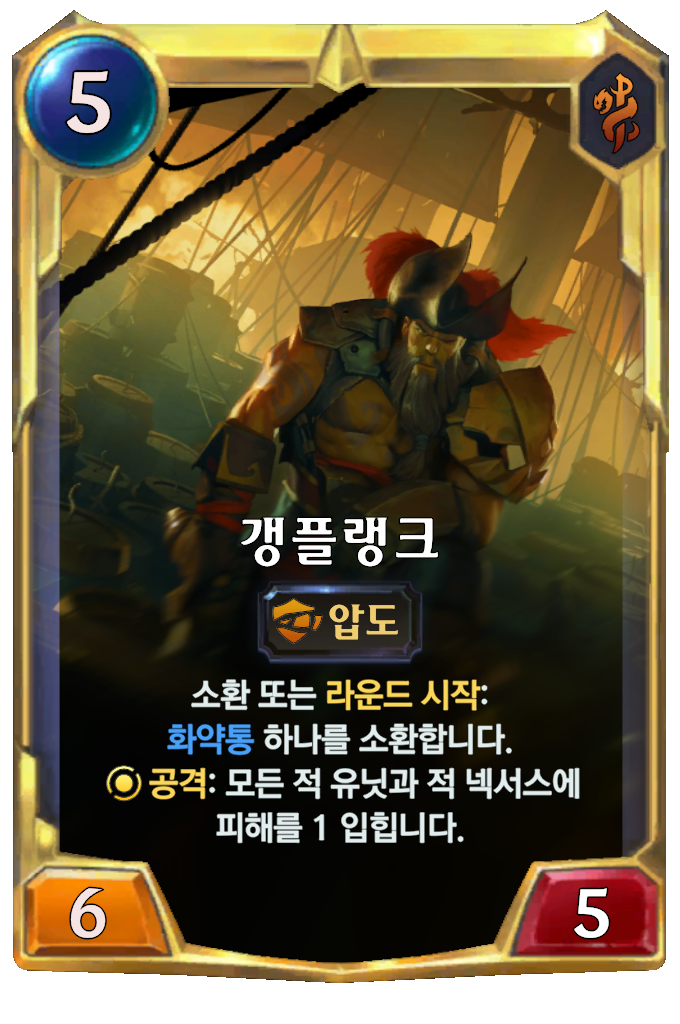 5
갱플랭크
압도
소환 또는 라운드 시작:
화약통 하나를 소환합니다.
공격: 모든 적 유닛과 적 넥서스에
피해를 1 입힙니다.
6
5